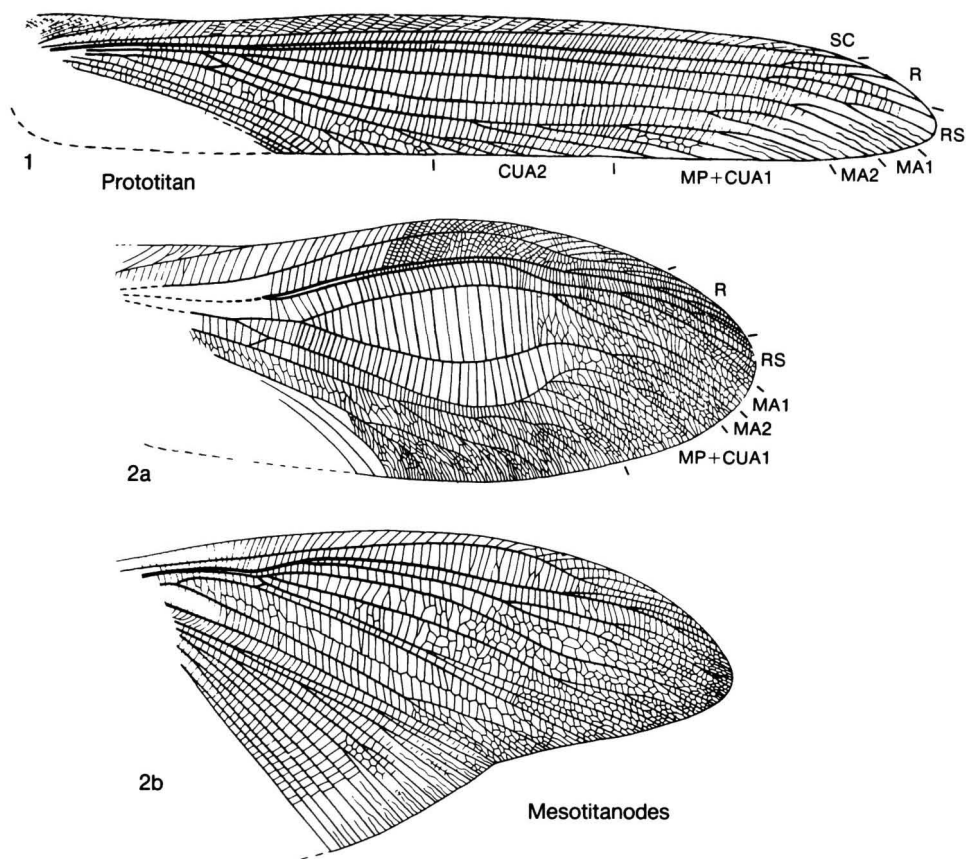 SC
R
RS
1
Prototitan
CUA2
MP+CUA1
MA2
MA1
R
RS
MA1
MA2
MP+CUA1
2a
2b
Mesotitanodes